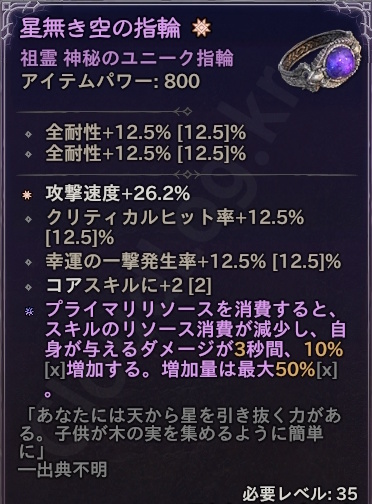 星無き空の指輪
祖霊 神秘のユニーク指輪
アイテムパワー: 800
全耐性+12.5% [12.5]%
全耐性+12.5% [12.5]%
攻撃速度+26.2%
クリティカルヒット率+12.5%
[12.5]%
幸運の一撃発生率+12.5% [12.5]%
コアスキルに+2 [2]
プライマリリソースを消費すると、
スキルのリソース消費が減少し、自
身が与えるダメージが3秒間、10%
[x]増加する。増加量は最大50%[x]
。
「あなたには天から星を引き抜く力があ
る。子供が木の実を集めるように簡単
に」
—出典不明
必要レベル: 35